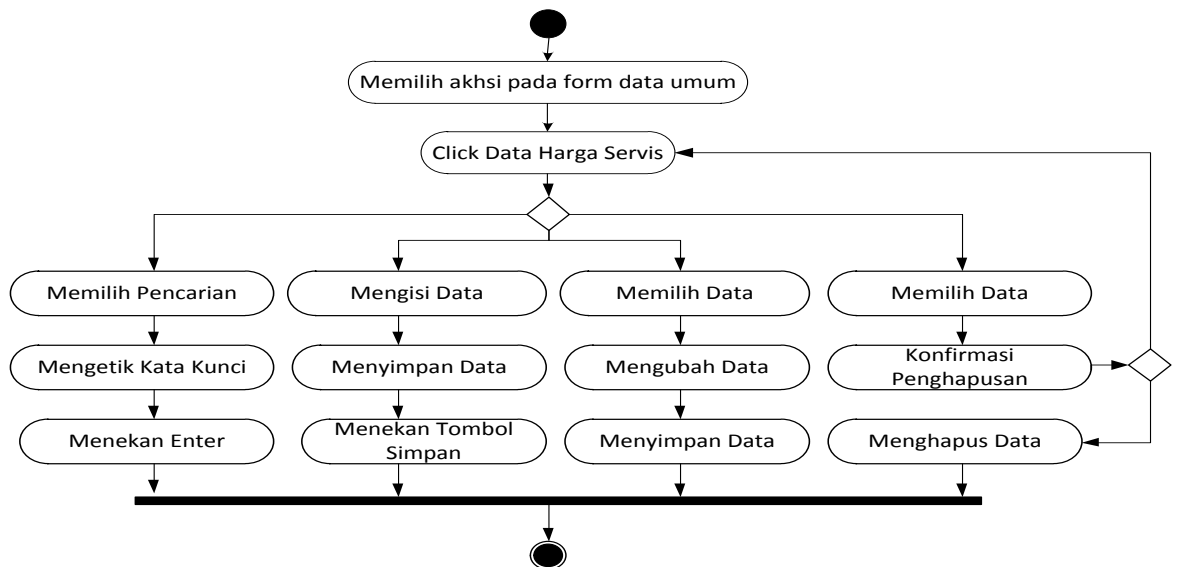 Memilih akhsi pada form data umum
Click Data Harga Servis
Memilih Pencarian
Mengisi Data
Memilih Data
Memilih Data
Mengetik Kata Kunci
Menyimpan Data
Mengubah Data
Konfirmasi
Penghapusan
Menekan Enter
Menekan Tombol
Simpan
Menyimpan Data
Menghapus Data